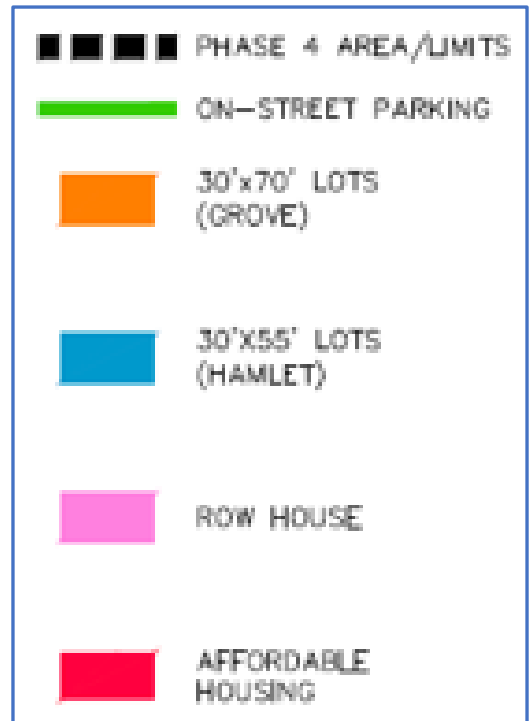 PHASE 4 AREA/LIMITS
ON-STREET PARKING
30'x70' LOTS
(GROVE)
30'X55' LOTS
(HAMLET)
ROW HOUSE
AFFORDABLE
HOUSING